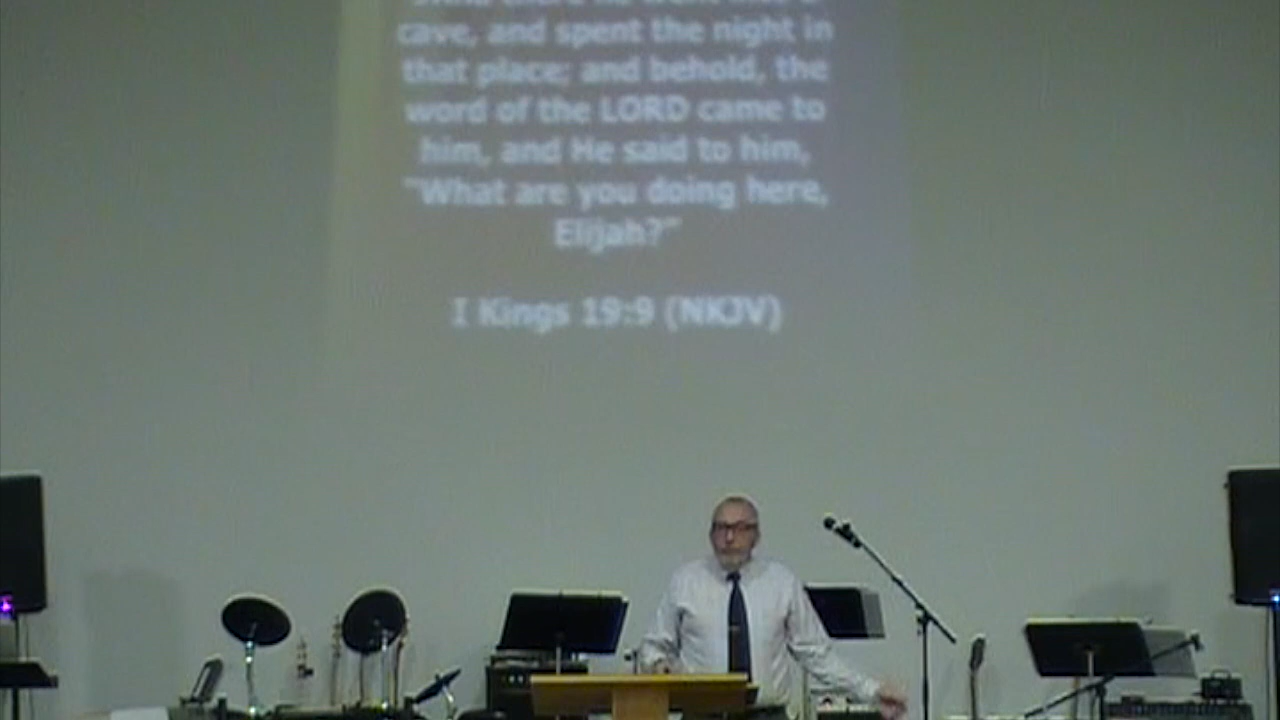 cave, and spent the night in
that place; and behold, the
word of the LORD came to
him, and He said to him,
"What are you doing here,
Elijah?"
I Kings 19:9 (NKJV)